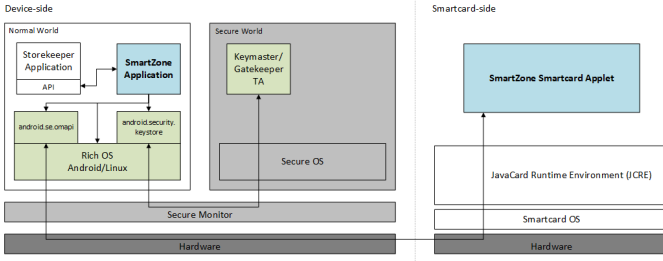 Device-side
Smartcard-side
Normal World
Secure World
Storekeeper
Application
API
SmartZone
Application
Keymaster/
Gatekeeper
TA
SmartZone Smartcard Applet
android.se.omapi
android.security.
keystore
Rich OS
Android/Linux
Secure OS
JavaCard Runtime Environment (JCRE)
Secure Monitor
Smartcard OS
Hardware
Hardware